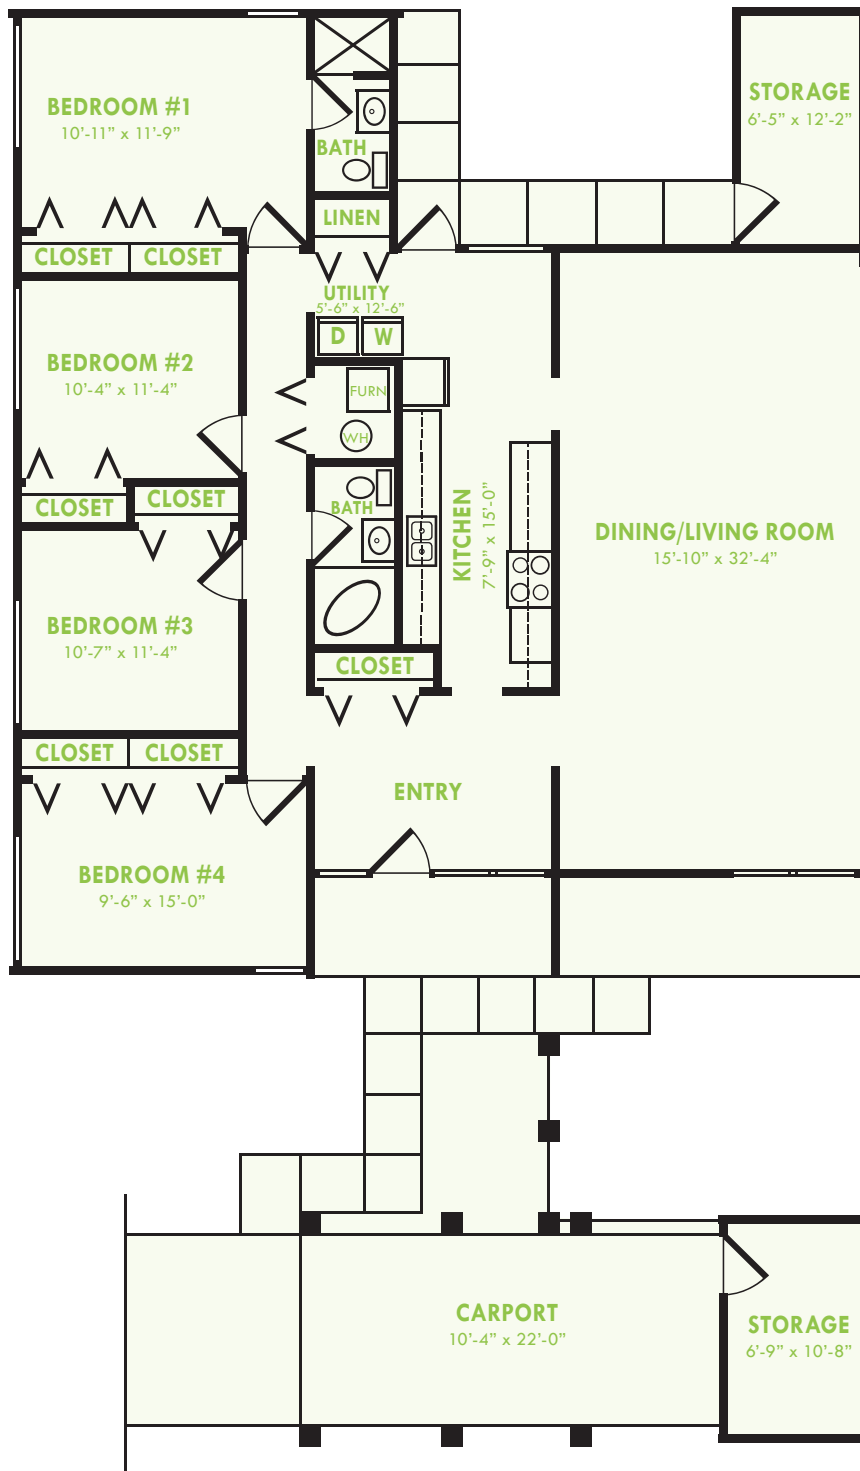 BEDROOM #1
10’-11” x 11’-9”
BATH
STORAGE
6’-5” x 12’-2”
LINEN
CLOSET
CLOSET
UTILITY
5’-6” x 12’-6”
D
W
BEDROOM #2
10’-4” x 11’-4”
FURN
WH
CLOSET
CLOSET
BATH
KITCHEN
7’-9” x 15’-0”
DINING/LIVING ROOM
15’-10” x 32’-4”
BEDROOM #3
10’-7” x 11’-4”
CLOSET
CLOSET
CLOSET
ENTRY
BEDROOM #4
9’-6” x 15’-0”
CARPORT
10’-4” x 22’-0”
STORAGE
6’-9” x 10’-8”